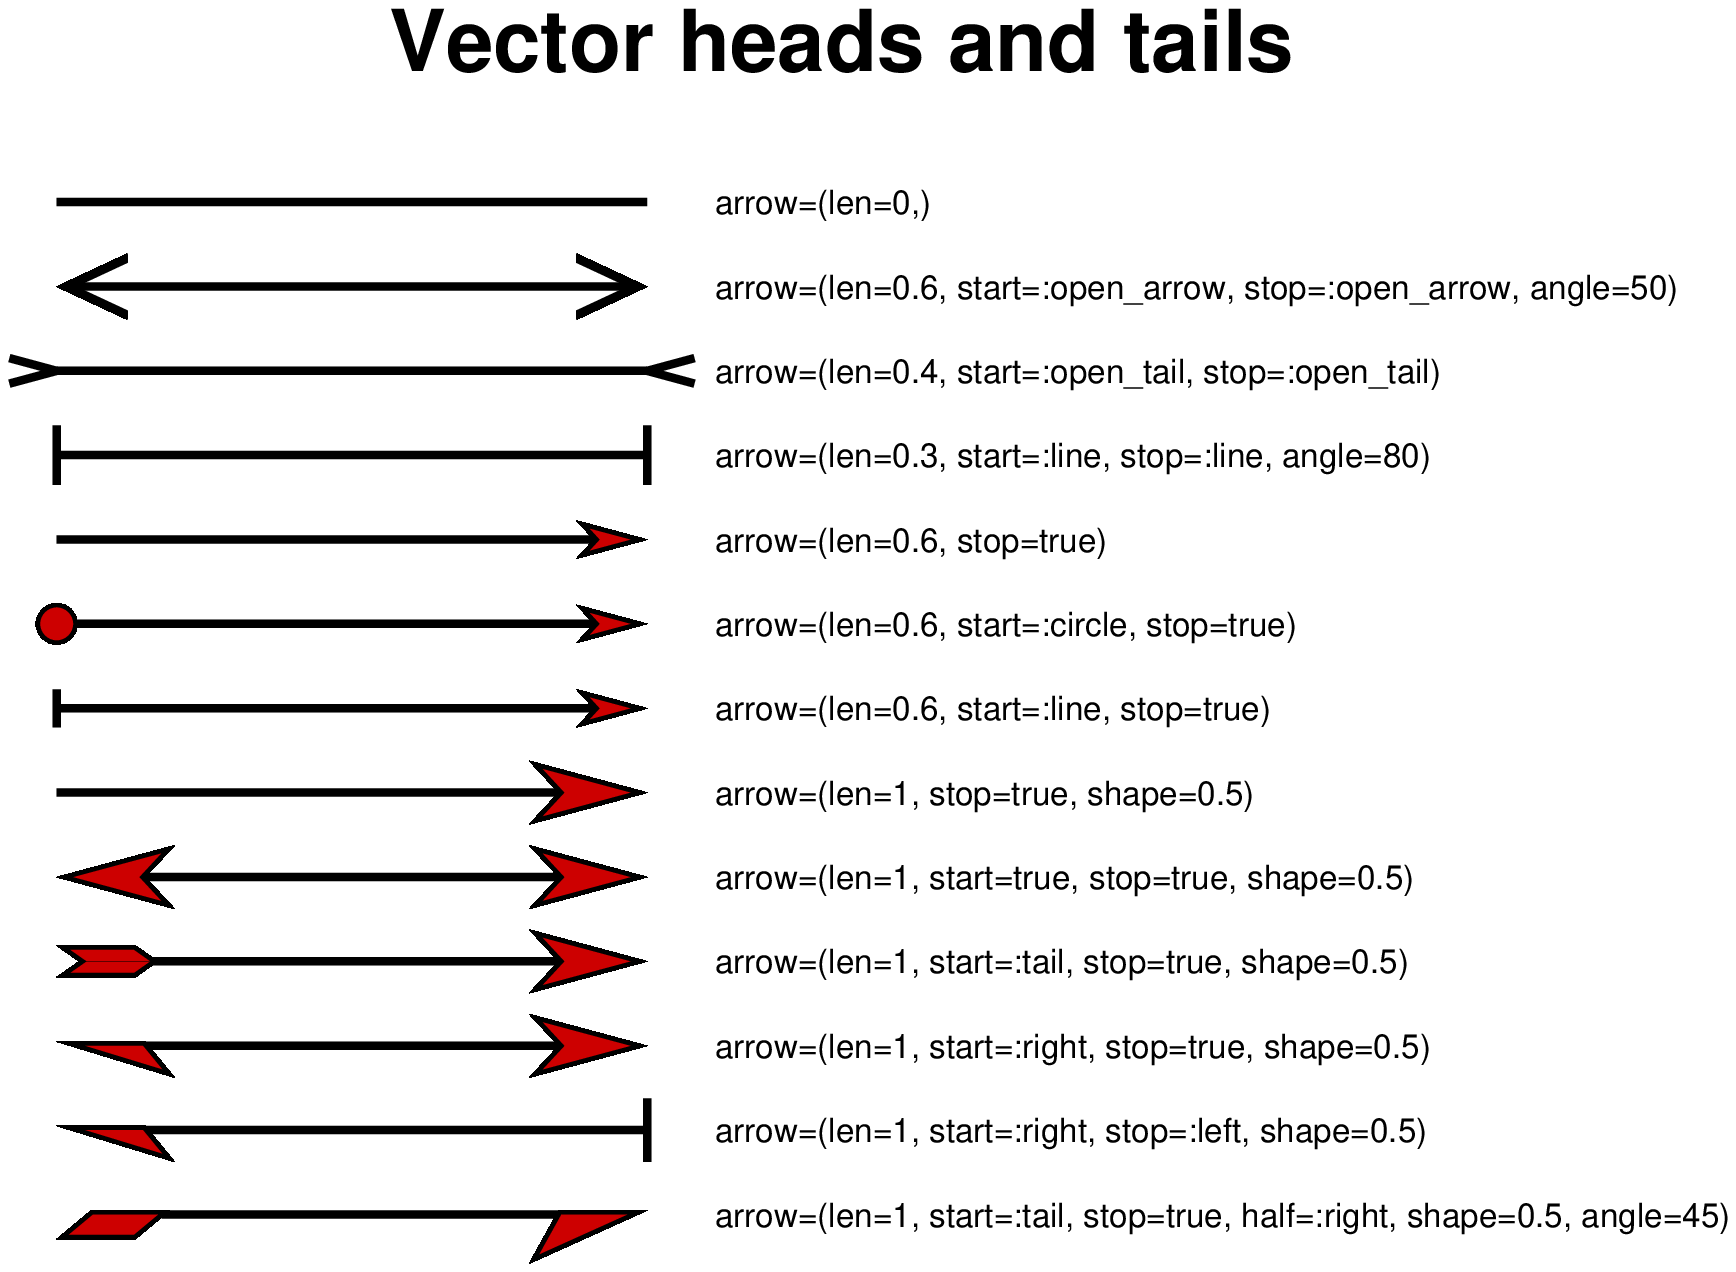 Vector heads and tails
arrow=(len=0,)
arrow=(len=0.6, start=:open_arrow, stop=:open_arrow, angle=50)
arrow=(len=0.4, start=:open_tail, stop=:open_tail)
arrow=(len=0.3, start=:line, stop=:line, angle=80)
arrow=(len=0.6, stop=true)
arrow=(len=0.6, start=:circle, stop=true)
arrow=(len=0.6, start=:line, stop=true)
arrow=(len=1, stop=true, shape=0.5)
arrow=(len=1, start=true, stop=true, shape=0.5)
arrow=(len=1, start=:tail, stop=true, shape=0.5)
arrow=(len=1, start=:right, stop=true, shape=0.5)
arrow=(len=1, start=:right, stop=:left, shape=0.5)
arrow=(len=1, start=:tail, stop=true, half=:right, shape=0.5, angle=45)